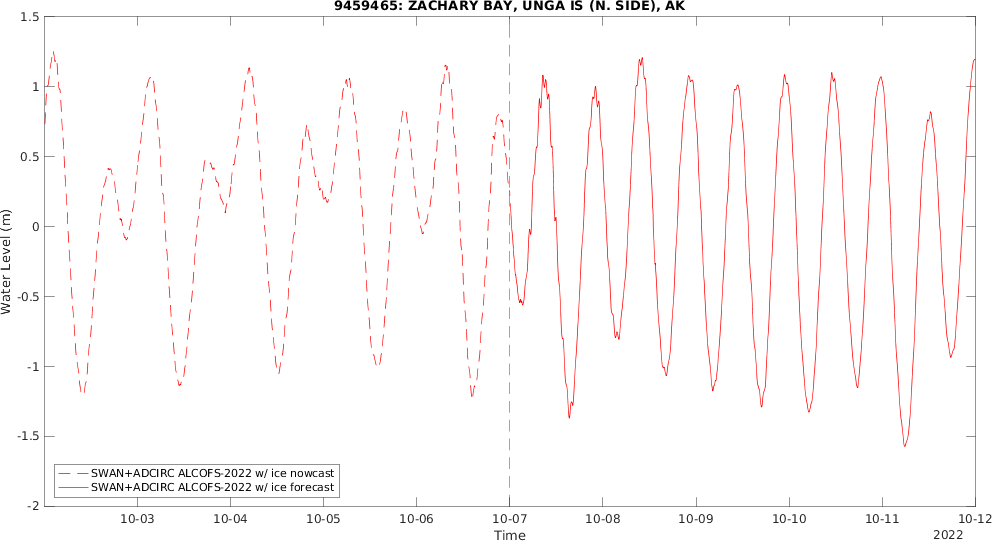 9459465: ZACHARY BAY, UNGA IS (N. SIDE), AK
1.5
1
0.5
0
-0.5
-1
-1.5
-2
Water Level (m)
SWAN+ADCIRC ALCOFS-2022 w/ ice nowcast
SWAN+ADCIRC ALCOFS-2022 w/ ice forecast
10-03 10-04 10-05 10-06 10-07 10-08 10-09 10-10 10-11 10-12
Time
2022